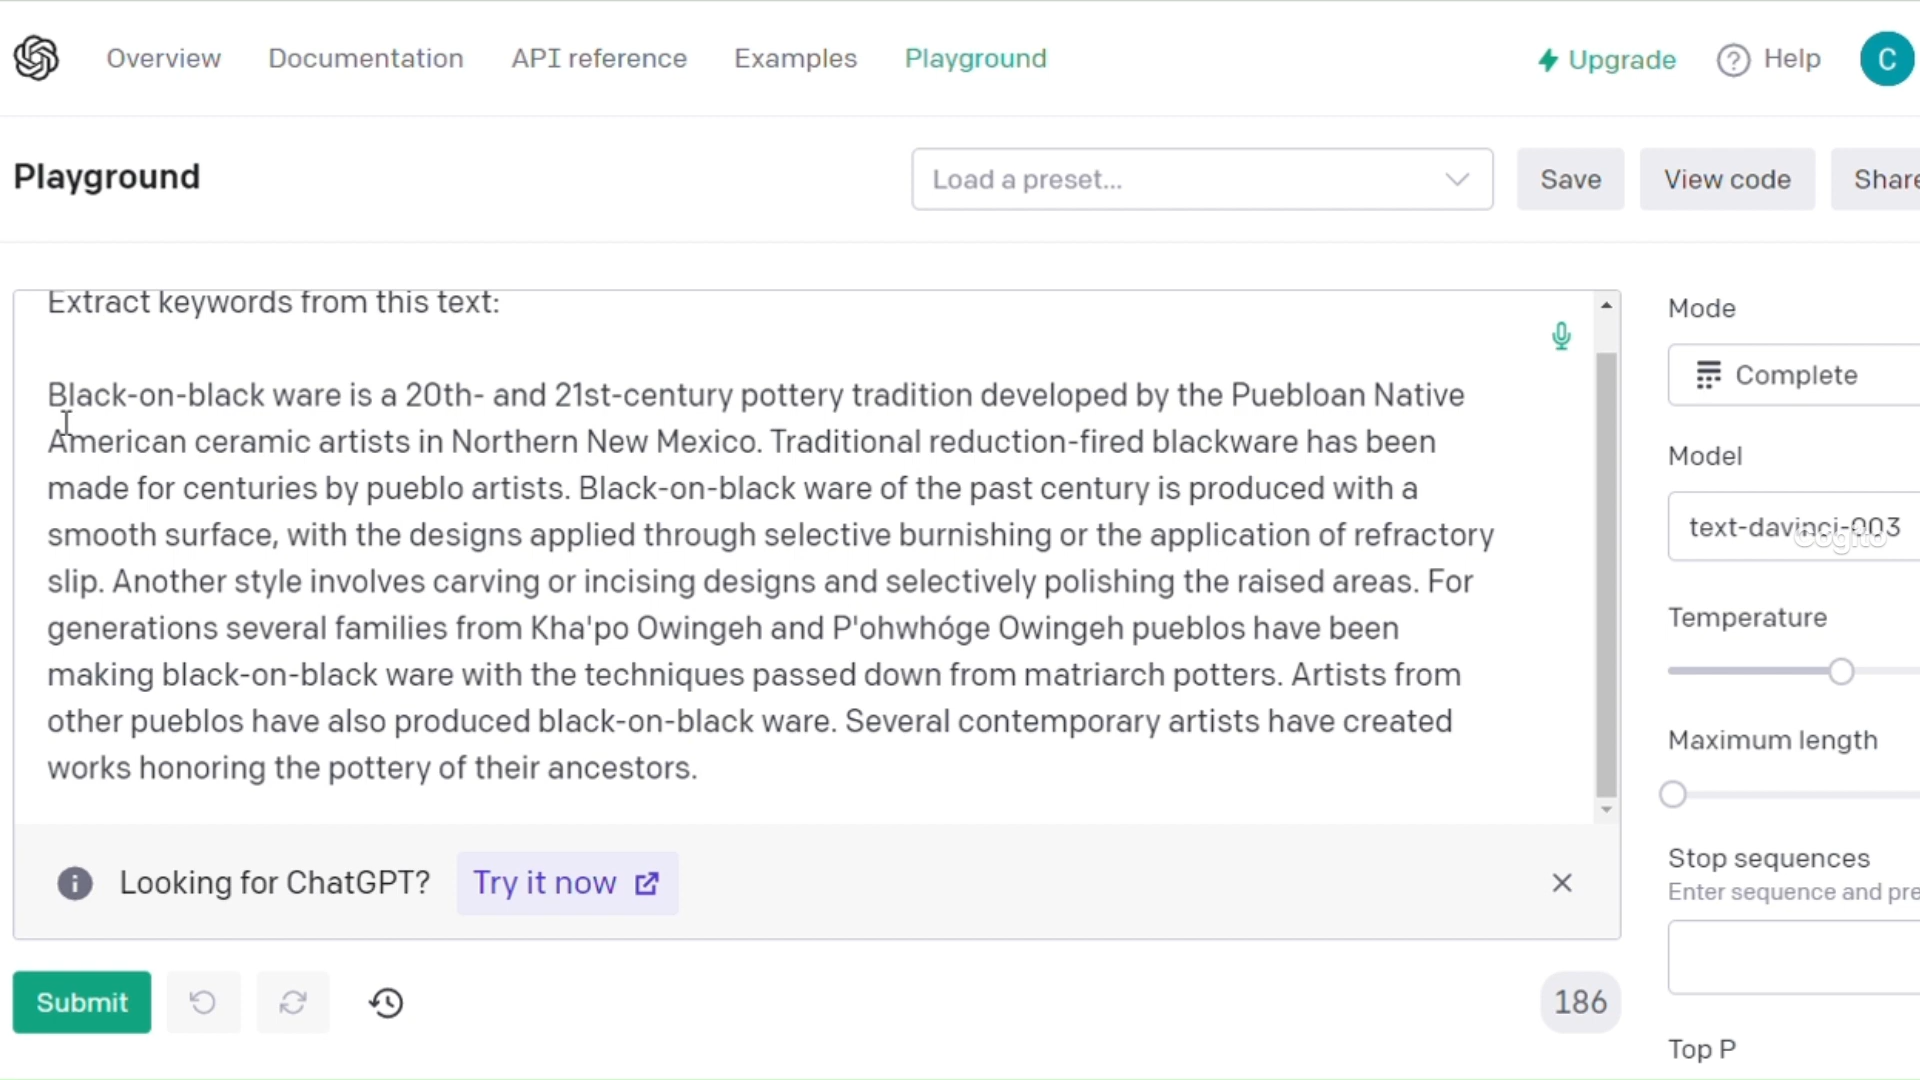 Overview Documentation API reference Examples Playground Upgrade Help C
Playground Load a preset... Save View code Share
Extract keywords from this text:
Black-on-black ware is a 20th- and 21st-century pottery tradition developed by the Puebloan Native
American ceramic artists in Northern New Mexico. Traditional reduction-fired blackware has been
made for centuries by pueblo artists. Black-on-black ware of the past century is produced with a
smooth surface, with the designs applied through selective burnishing or the application of refractory
slip. Another style involves carving or incising designs and selectively polishing the raised areas. For
generations several families from Kha'po Owingeh and P'ohwhóge Owingeh pueblos have been
making black-on-black ware with the techniques passed down from matriarch potters. Artists from
other pueblos have also produced black-on-black ware. Several contemporary artists have created
works honoring the pottery of their ancestors.
Looking for ChatGPT? Try it now
Submit
186
Mode
Complete
Model
text-davinci-003
Cogito
Temperature
Maximum length
Stop sequences
Enter sequence and pre
Top P